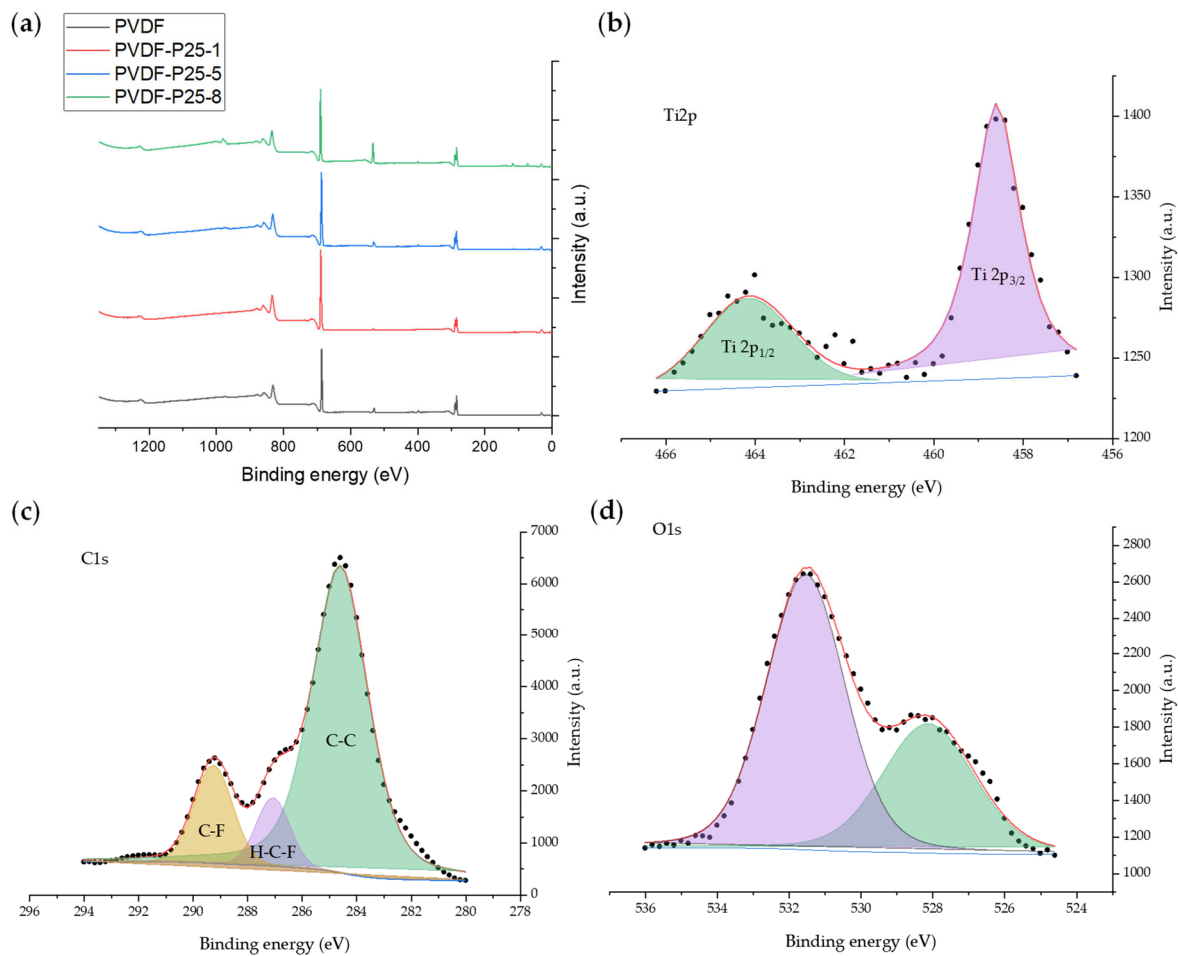 (a)
PVDF
PVDF-P25-1
PVDF-P25-5
PVDF-P25-8
Intensity (a.u.)
1200 1000 800 600 400 200 0
Binding energy (eV)
(b)
Ti2p
Ti 2p1/2
Ti 2p3/2
1400
1350
1300
1250
1200
Intensity (a.u.)
466 464 462 460 458 456
Binding energy (eV)
(c)
C1s
C-F
H-C-F
C-C
7000
6000
5000
4000
3000
2000
1000
0
Intensity (a.u.)
296 294 292 290 288 286 284 282 280 278
Binding energy (eV)
(d)
O1s
2800
2600
2400
2200
2000
1800
1600
1400
1200
1000
Intensity (a.u.)
536 534 532 530 528 526 524
Binding energy (eV)